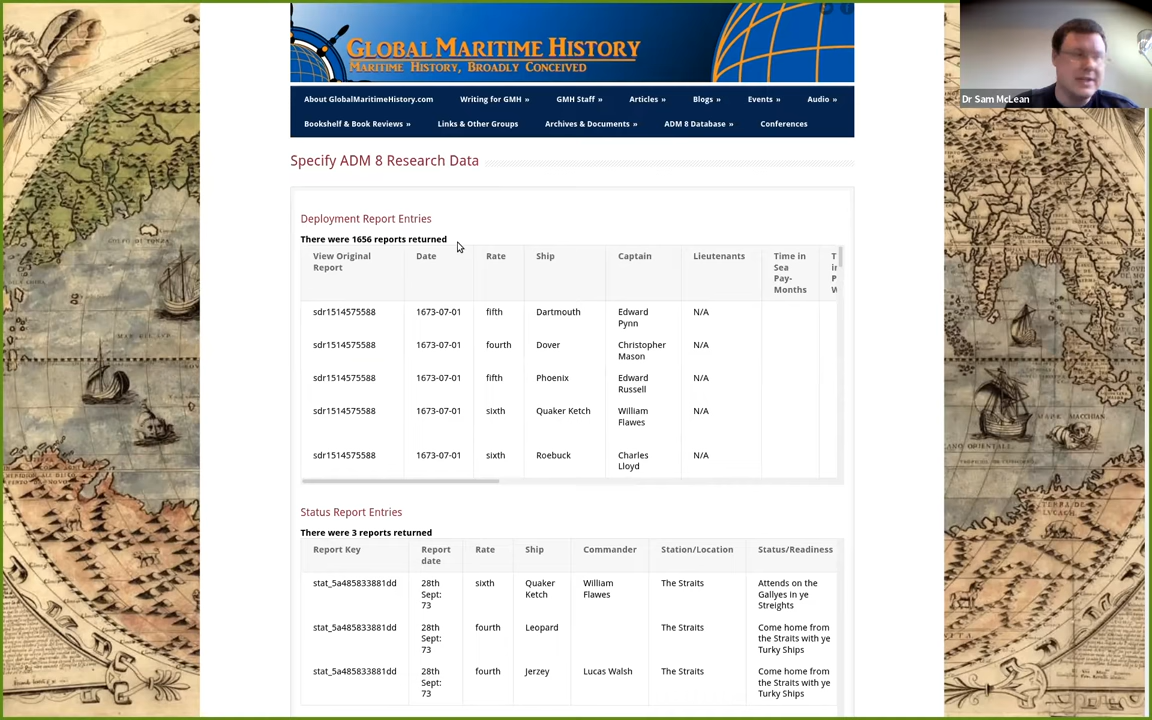 GLOBAL MARITIME HISTORY
MARITIME HISTORY, BROADLY CONCEIVED
About GlobalMaritimeHistory.com Writing for GMH » GMH Staff » Articles » Blogs » Events » Audio »
Bookshelf & Book Reviews » Links & Other Groups Archives & Documents » ADM 8 Database » Conferences
Dr Sam McLean
Specify ADM 8 Research Data
Deployment Report Entries
There were 1656 reports returned
View Original Report Date Rate Ship Captain Lieutenants Time in Sea Pay-Months
sdr1514575588 1673-07-01 fifth Dartmouth Edward Pynn N/A
sdr1514575588 1673-07-01 fourth Dover Christopher Mason N/A
sdr1514575588 1673-07-01 fifth Phoenix Edward Russell N/A
sdr1514575588 1673-07-01 sixth Quaker Ketch William Flawes N/A
sdr1514575588 1673-07-01 sixth Roebuck Charles Lloyd N/A
Status Report Entries
There were 3 reports returned
Report Key Report date Rate Ship Commander Station/Location Status/Readiness
stat_5a485833881dd 28th Sept: 73 sixth Quaker Ketch William Flawes The Straits Attends on the Gallyes in ye Streights
stat_5a485833881dd 28th Sept: 73 fourth Leopard The Straits Come home from the Straits with ye Turky Ships
stat_5a485833881dd 28th Sept: 73 fourth Jerzey Lucas Walsh The Straits Come home from the Straits with ye Turky Ships